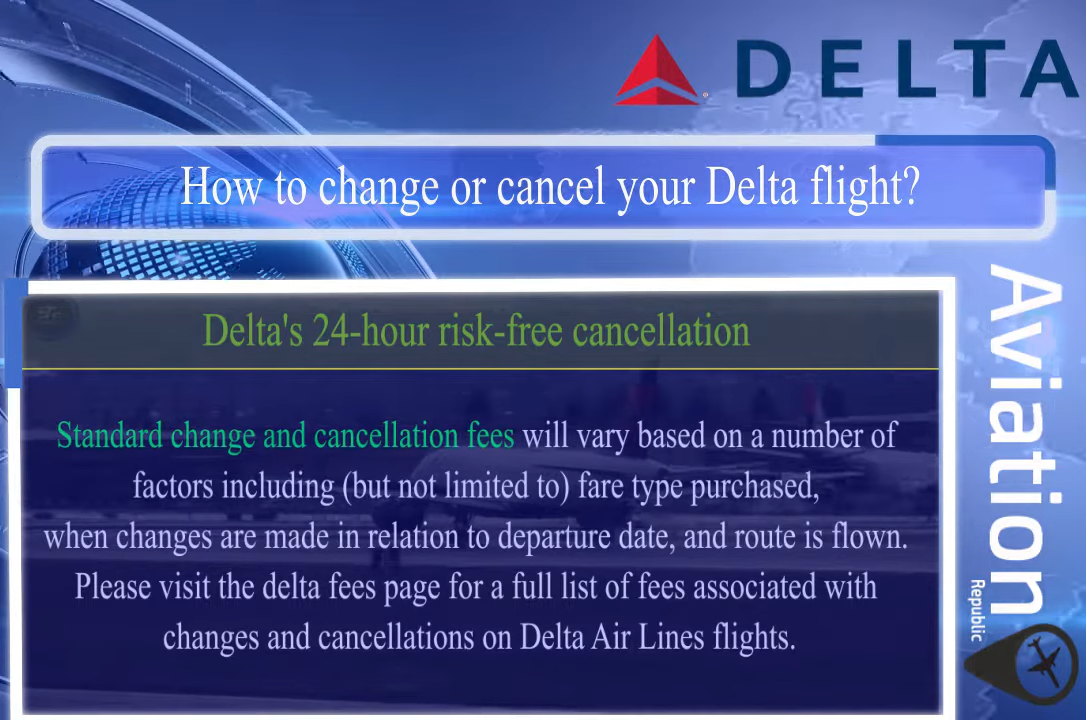 DELTA
How to change or cancel your Delta flight?
Delta's 24-hour risk-free cancellation
Standard change and cancellation fees will vary based on a number of
factors including (but not limited to) fare type purchased,
when changes are made in relation to departure date, and route is flown.
Please visit the delta fees page for a full list of fees associated with
changes and cancellations on Delta Air Lines flights.
Aviation
Republic